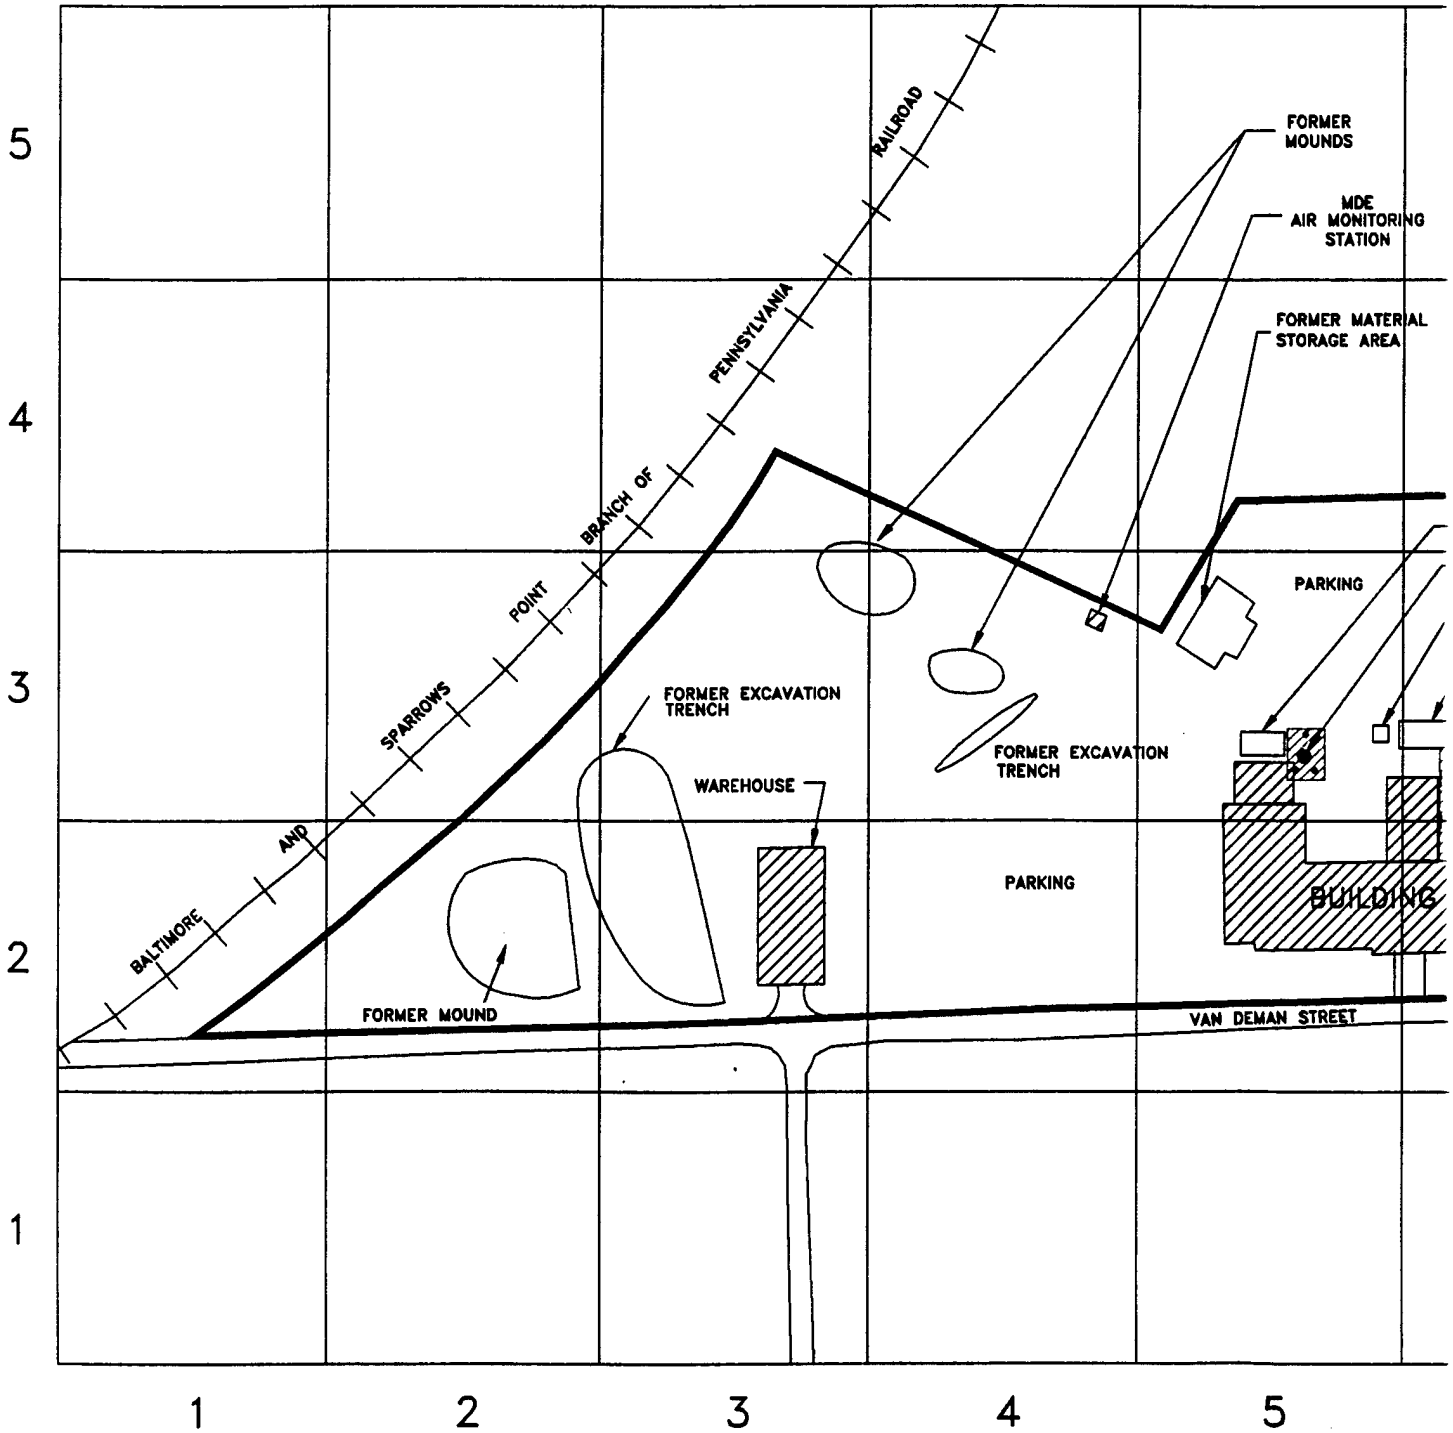 5
4
3
2
1
RAILROAD
PENNSYLVANIA
BRANCH OF
POINT
SPARROWS
AND
BALTIMORE
FORMER
MOUNDS
MDE
AIR MONITORING
STATION
FORMER MATERIAL
STORAGE AREA
PARKING
FORMER EXCAVATION
TRENCH
FORMER EXCAVATION
TRENCH
WAREHOUSE
PARKING
BUILDING
FORMER MOUND
VAN DEMAN STREET
1
2
3
4
5